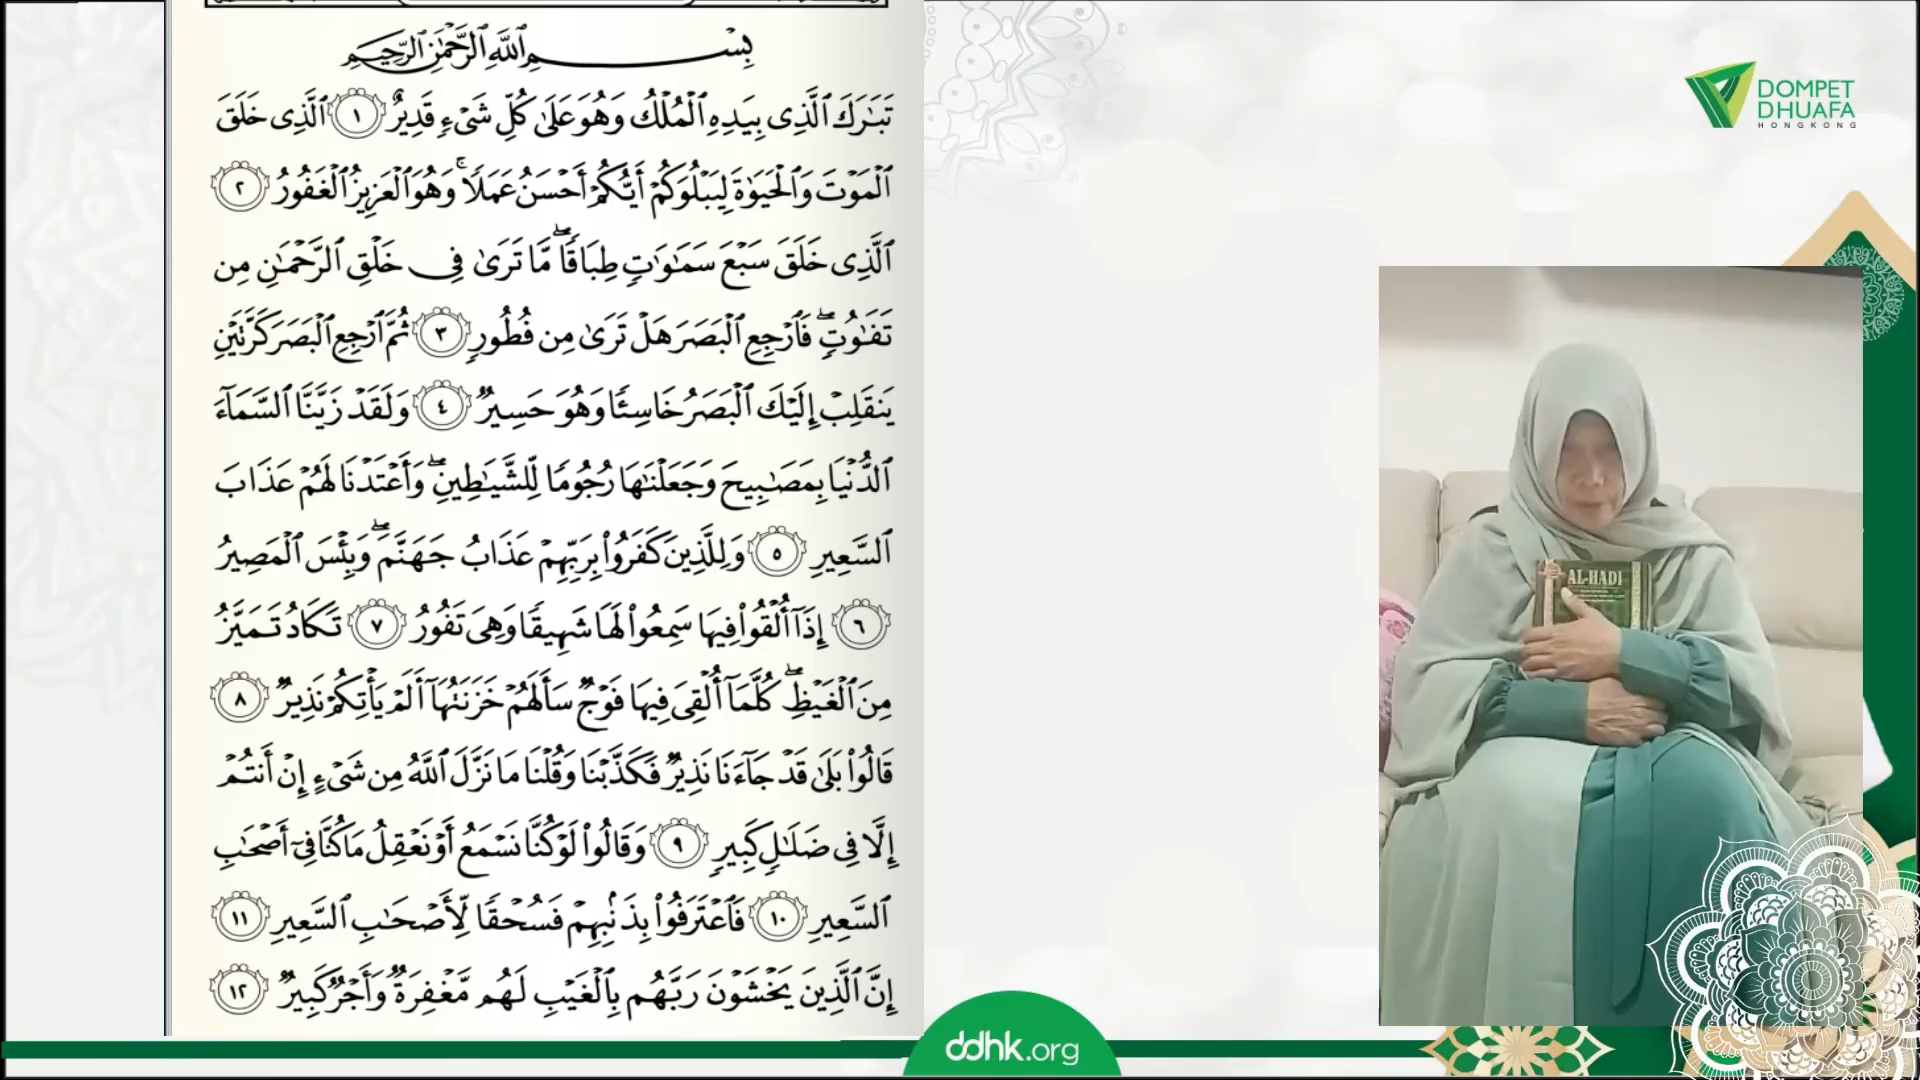 بِسْمِ ٱللَّهِ ٱلرَّحْمَٰنِ ٱلرَّحِيمِ
تَبَٰرَكَ ٱلَّذِى بِيَدِهِ ٱلْمُلْكُ وَهُوَ عَلَىٰ كُلِّ شَىْءٍ قَدِيرٌ ١ ٱلَّذِى خَلَقَ
ٱلْمَوْتَ وَٱلْحَيَوٰةَ لِيَبْلُوَكُمْ أَيُّكُمْ أَحْسَنُ عَمَلًا ۚ وَهُوَ ٱلْعَزِيزُ ٱلْغَفُورُ ٢
ٱلَّذِى خَلَقَ سَبْعَ سَمَٰوَٰتٍ طِبَاقًا ۖ مَّا تَرَىٰ فِى خَلْقِ ٱلرَّحْمَٰنِ مِن
تَفَٰوُتٍ ۖ فَٱرْجِعِ ٱلْبَصَرَ هَلْ تَرَىٰ مِن فُطُورٍ ٣ ثُمَّ ٱرْجِعِ ٱلْبَصَرَ كَرَّتَيْنِ
يَنقَلِبْ إِلَيْكَ ٱلْبَصَرُ خَاسِئًا وَهُوَ حَسِيرٌ ٤ وَلَقَدْ زَيَّنَّا ٱلسَّمَآءَ
ٱلدُّنْيَا بِمَصَٰبِيحَ وَجَعَلْنَٰهَا رُجُومًا لِّلشَّيَٰطِينِ ۖ وَأَعْتَدْنَا لَهُمْ عَذَابَ
ٱلسَّعِيرِ ٥ وَلِلَّذِينَ كَفَرُوا۟ بِرَبِّهِمْ عَذَابُ جَهَنَّمَ ۖ وَبِئْسَ ٱلْمَصِيرُ
٦ إِذَآ أُلْقُوا۟ فِيهَا سَمِعُوا۟ لَهَا شَهِيقًا وَهِىَ تَفُورُ ٧ تَكَادُ تَمَيَّزُ
مِنَ ٱلْغَيْظِ ۖ كُلَّمَآ أُلْقِىَ فِيهَا فَوْجٌ سَأَلَهُمْ خَزَنَتُهَآ أَلَمْ يَأْتِكُمْ نَذِيرٌ ٨
قَالُوا۟ بَلَىٰ قَدْ جَآءَنَا نَذِيرٌ فَكَذَّبْنَا وَقُلْنَا مَا نَزَّلَ ٱللَّهُ مِن شَىْءٍ إِنْ أَنتُمْ
إِلَّا فِى ضَلَٰلٍ كَبِيرٍ ٩ وَقَالُوا۟ لَوْ كُنَّا نَسْمَعُ أَوْ نَعْقِلُ مَا كُنَّا فِىٓ أَصْحَٰبِ
ٱلسَّعِيرِ ١٠ فَٱعْتَرَفُوا۟ بِذَنۢبِهِمْ فَسُحْقًا لِّأَصْحَٰبِ ٱلسَّعِيرِ ١١
إِنَّ ٱلَّذِينَ يَخْشَوْنَ رَبَّهُم بِٱلْغَيْبِ لَهُم مَّغْفِرَةٌ وَأَجْرٌ كَبِيرٌ ١٢
DOMPET
DHUAFA
HONGKONG
AL-HADI
ddhk.org